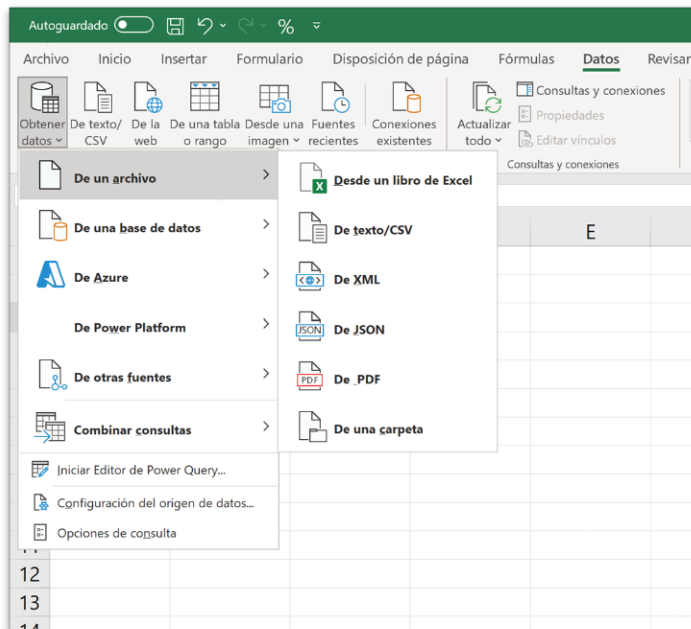 Autoguardado
Archivo Inicio Insertar Formulario Disposición de página Fórmulas Datos Revisar
Obtener datos
De texto/ CSV
De la web
De una tabla o rango
Desde una imagen
Fuentes recientes
Conexiones existentes
Actualizar todo
Consultas y conexiones
Propiedades
Editar vínculos
Consultas y conexiones
De un archivo
De una base de datos
De Azure
De Power Platform
De otras fuentes
Combinar consultas
Iniciar Editor de Power Query...
Configuración del origen de datos...
Opciones de consulta
Desde un libro de Excel
De texto/CSV
De XML
JSON
De JSON
PDF
De PDF
De una carpeta
E
12
13